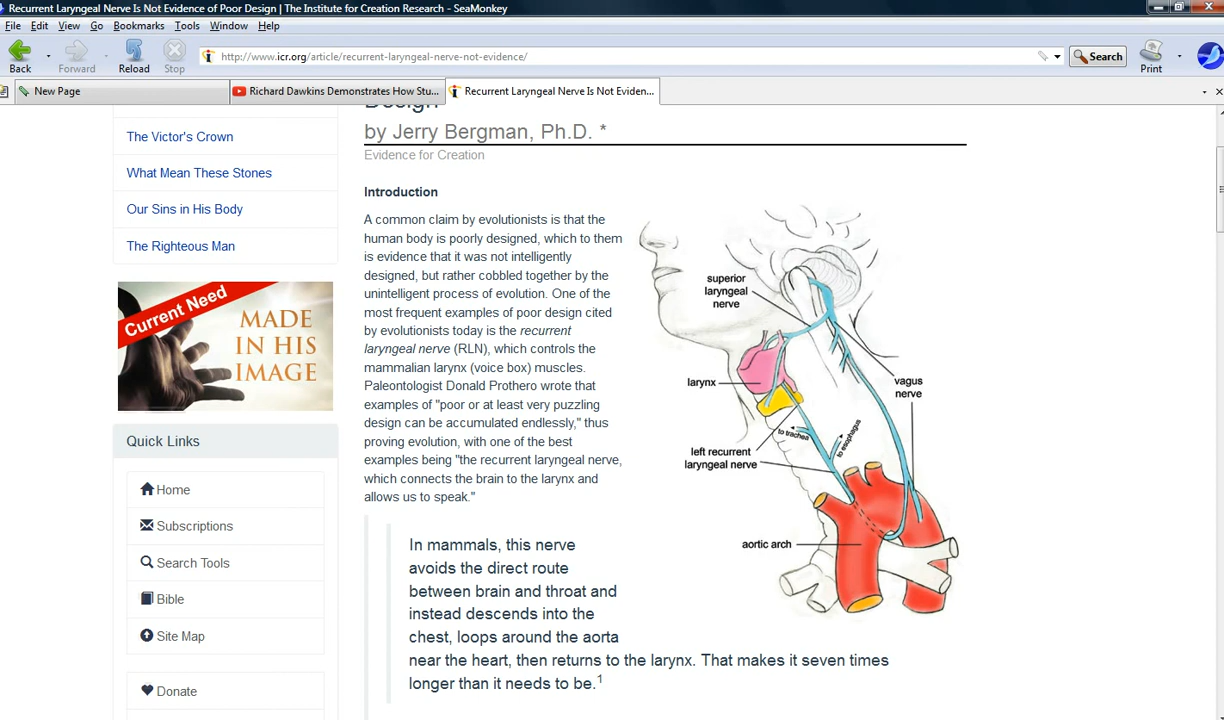 Recurrent Laryngeal Nerve Is Not Evidence of Poor Design | The Institute for Creation Research - SeaMonkey
File Edit View Go Bookmarks Tools Window Help
Back Forward Reload Stop
http://www.icr.org/article/recurrent-laryngeal-nerve-not-evidence/
Search
Print
New Page
Richard Dawkins Demonstrates How Stu...
Recurrent Laryngeal Nerve Is Not Eviden...
The Victor's Crown
What Mean These Stones
Our Sins in His Body
The Righteous Man
Current Need
MADE
IN HIS
IMAGE
Quick Links
Home
Subscriptions
Search Tools
Bible
Site Map
Donate
Design
by Jerry Bergman, Ph.D. *
Evidence for Creation
Introduction
A common claim by evolutionists is that the
human body is poorly designed, which to them
is evidence that it was not intelligently
designed, but rather cobbled together by the
unintelligent process of evolution. One of the
most frequent examples of poor design cited
by evolutionists today is the recurrent
laryngeal nerve (RLN), which controls the
mammalian larynx (voice box) muscles.
Paleontologist Donald Prothero wrote that
examples of "poor or at least very puzzling
design can be accumulated endlessly," thus
proving evolution, with one of the best
examples being "the recurrent laryngeal nerve,
which connects the brain to the larynx and
allows us to speak."
In mammals, this nerve
avoids the direct route
between brain and throat and
instead descends into the
chest, loops around the aorta
near the heart, then returns to the larynx. That makes it seven times
longer than it needs to be.1
superior
laryngeal
nerve
larynx
vagus
nerve
to trachea
to esophagus
left recurrent
laryngeal nerve
aortic arch